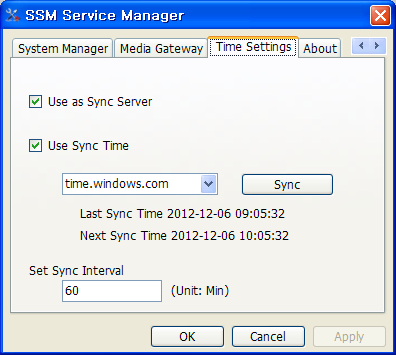 SSM Service Manager
System Manager Media Gateway Time Settings About
Use as Sync Server
Use Sync Time
time.windows.com Sync
Last Sync Time 2012-12-06 09:05:32
Next Sync Time 2012-12-06 10:05:32
Set Sync Interval
60 (Unit: Min)
OK Cancel Apply